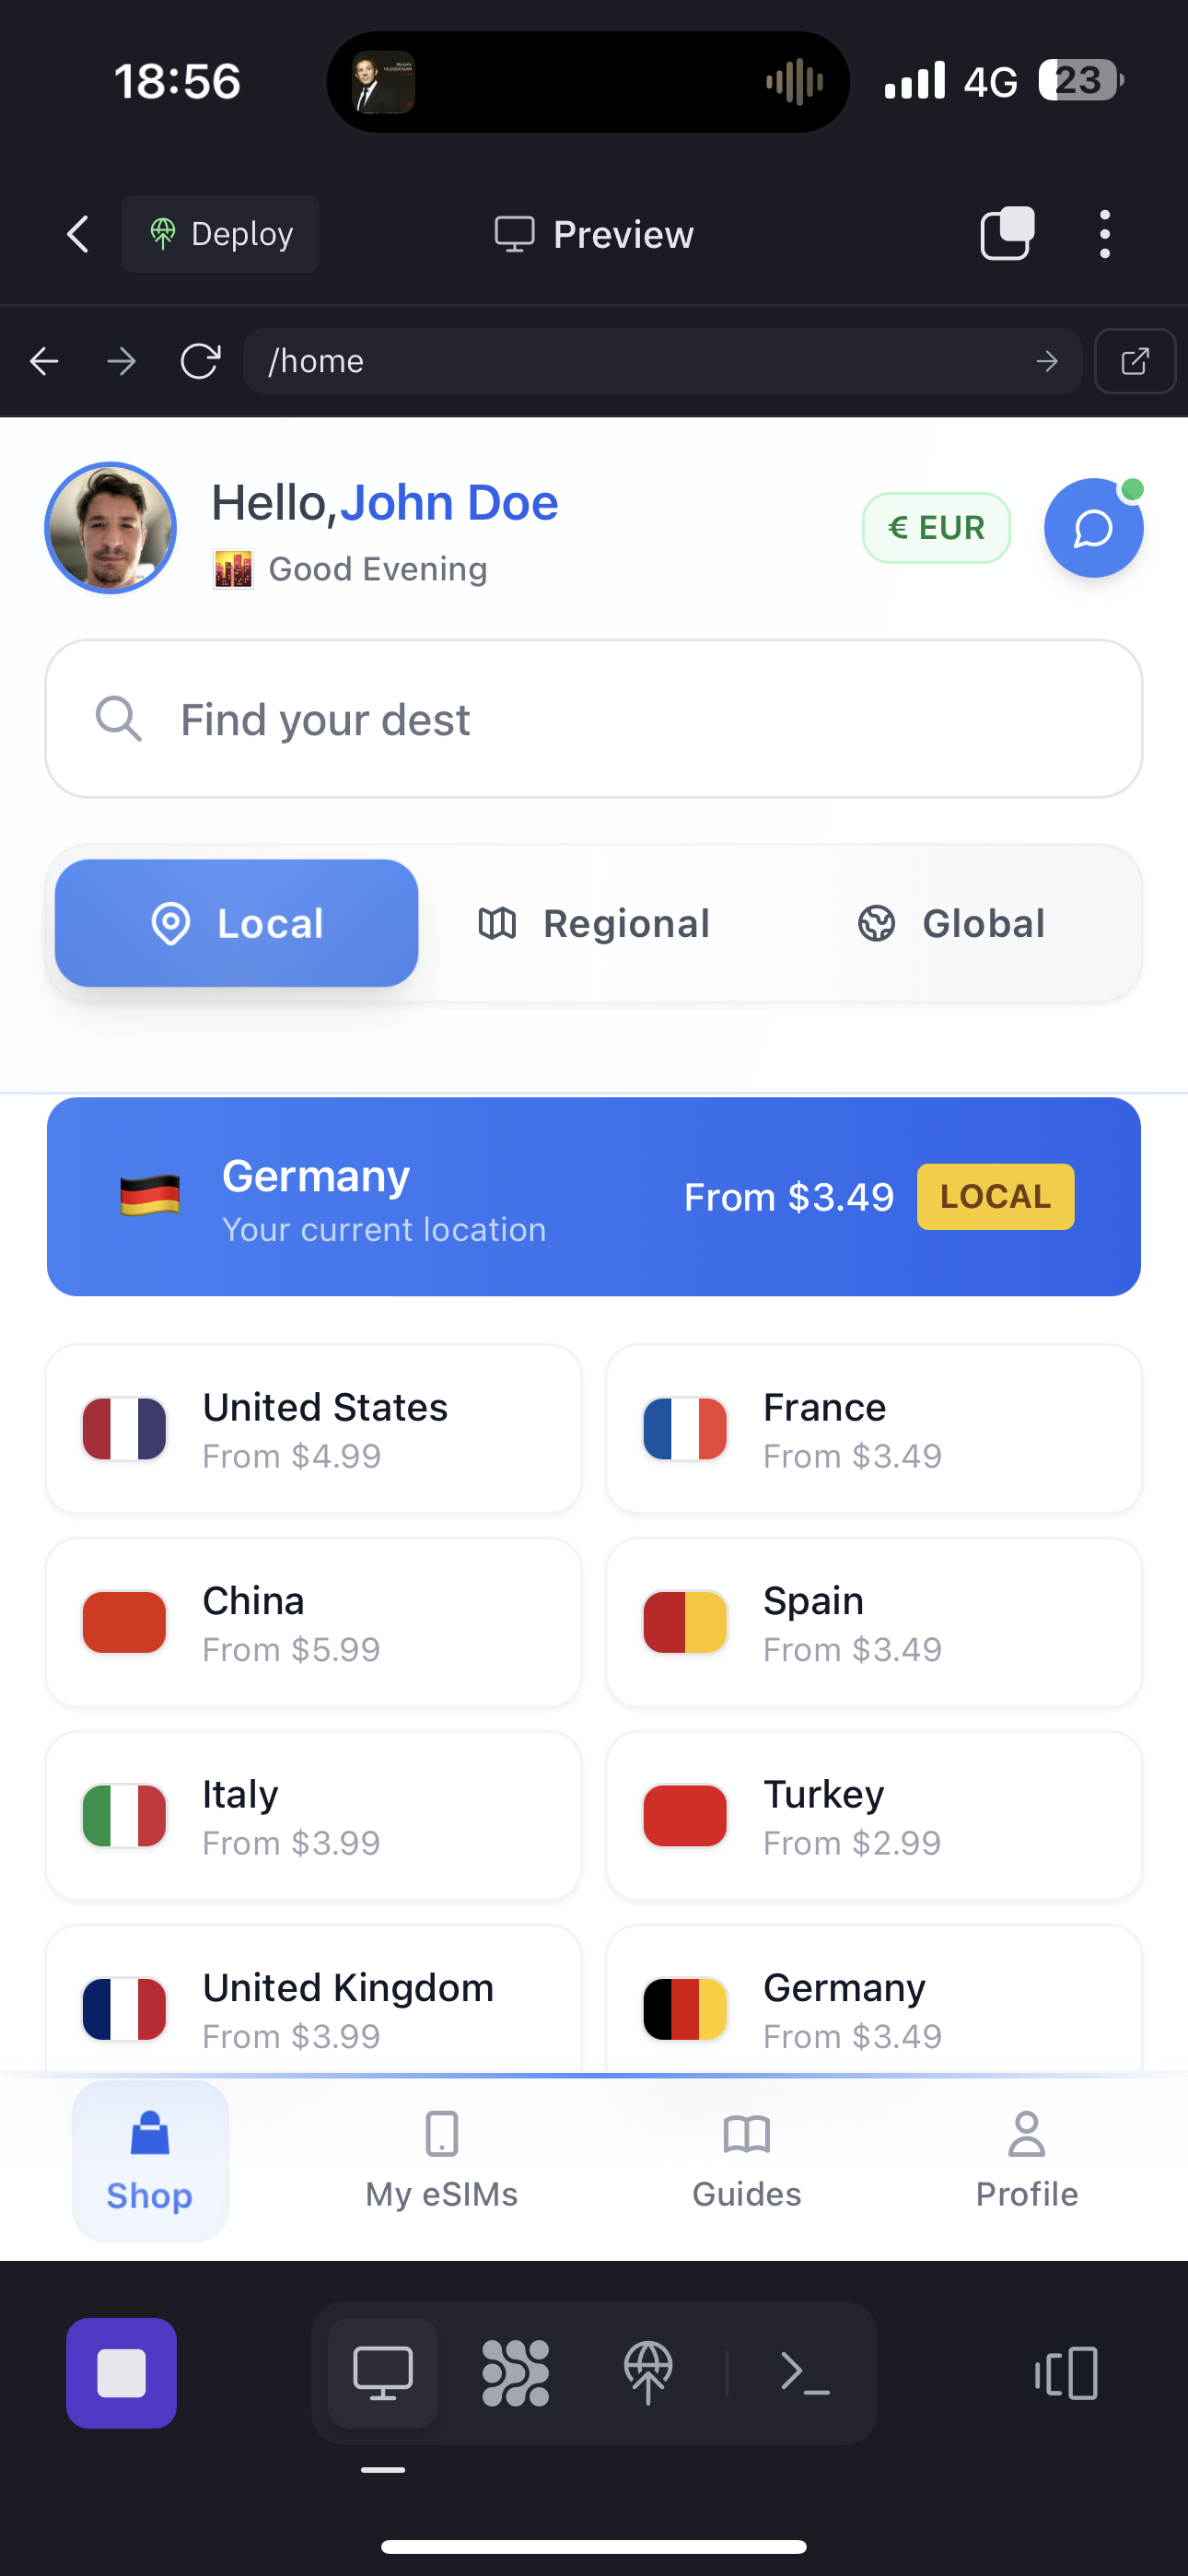 18:56
4G
23
Deploy
Preview
/home
Hello,John Doe
Good Evening
€ EUR
Find your dest
Local
Regional
Global
Germany
Your current location
From $3.49
LOCAL
United States
From $4.99
France
From $3.49
China
From $5.99
Spain
From $3.49
Italy
From $3.99
Turkey
From $2.99
United Kingdom
From $3.99
Germany
From $3.49
Shop
My eSIMs
Guides
Profile